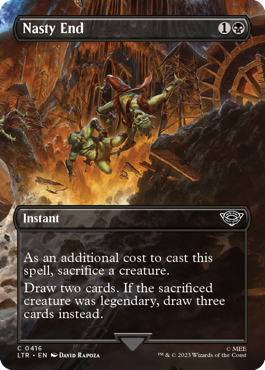 Nasty End 1
Instant
As an additional cost to cast this
spell, sacrifice a creature.
Draw two cards. If the sacrificed
creature was legendary, draw three
cards instead.
C 0416 © MEE
LTR • EN DAVID RAPOZA ™ & © 2023 Wizards of the Coast